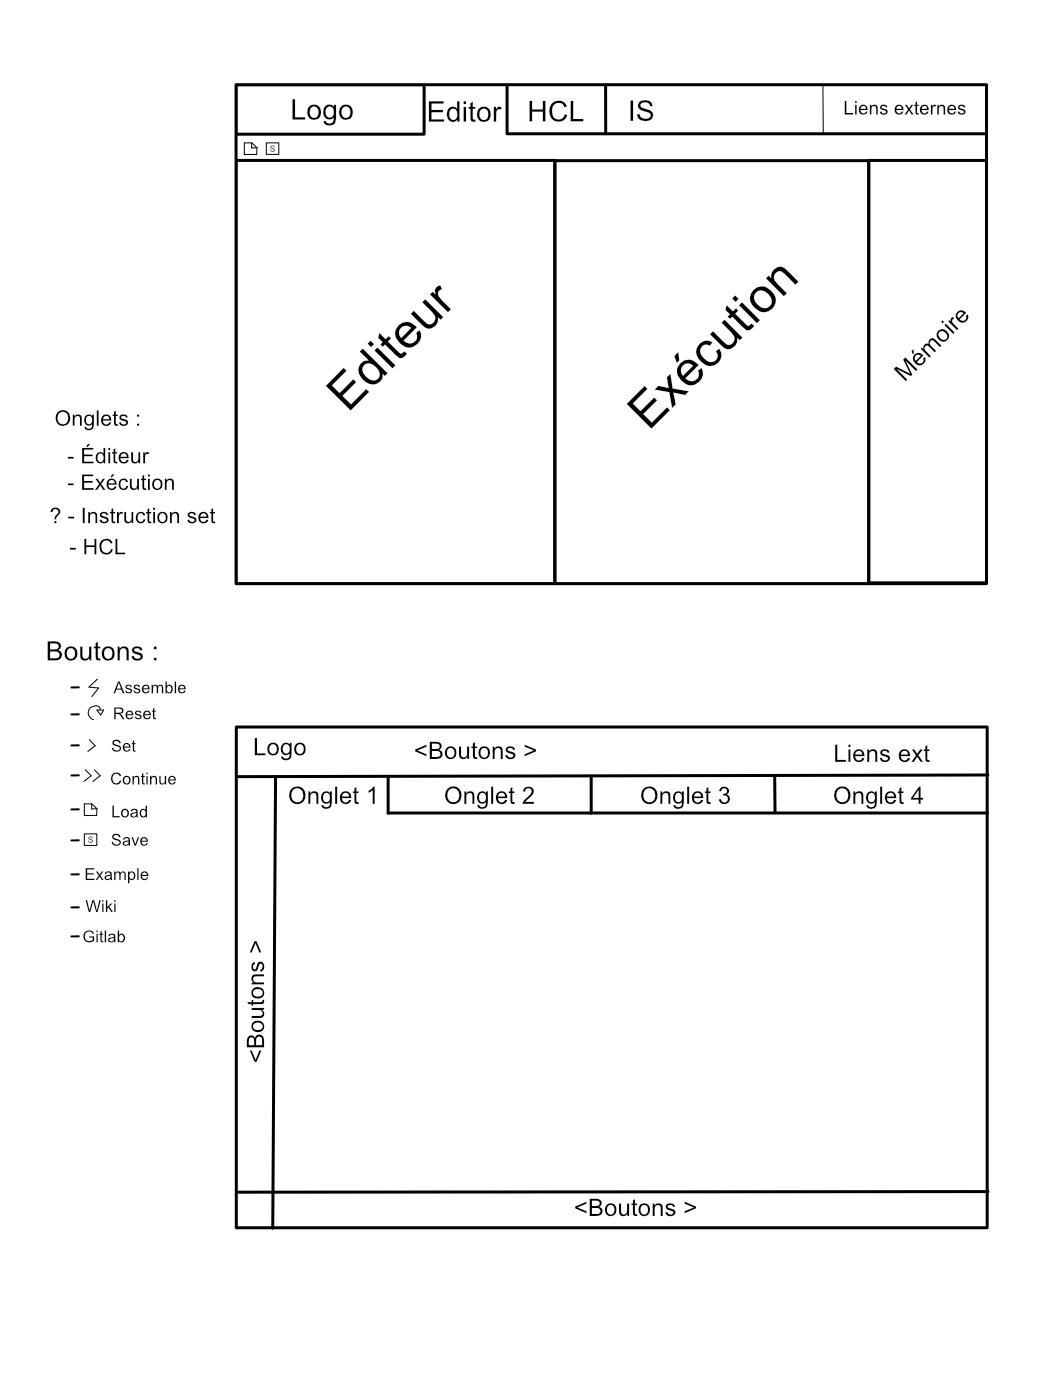 Logo
Editor
HCL
IS
Liens externes
S
Editeur
Exécution
Mémoire
Onglets :
- Éditeur
- Exécution
? - Instruction set
- HCL
Boutons :
- Assemble
- Reset
- > Set
- >> Continue
- Load
- S Save
- Example
- Wiki
- Gitlab
Logo
<Boutons >
Liens ext
Onglet 1
Onglet 2
Onglet 3
Onglet 4
<Boutons >
<Boutons >